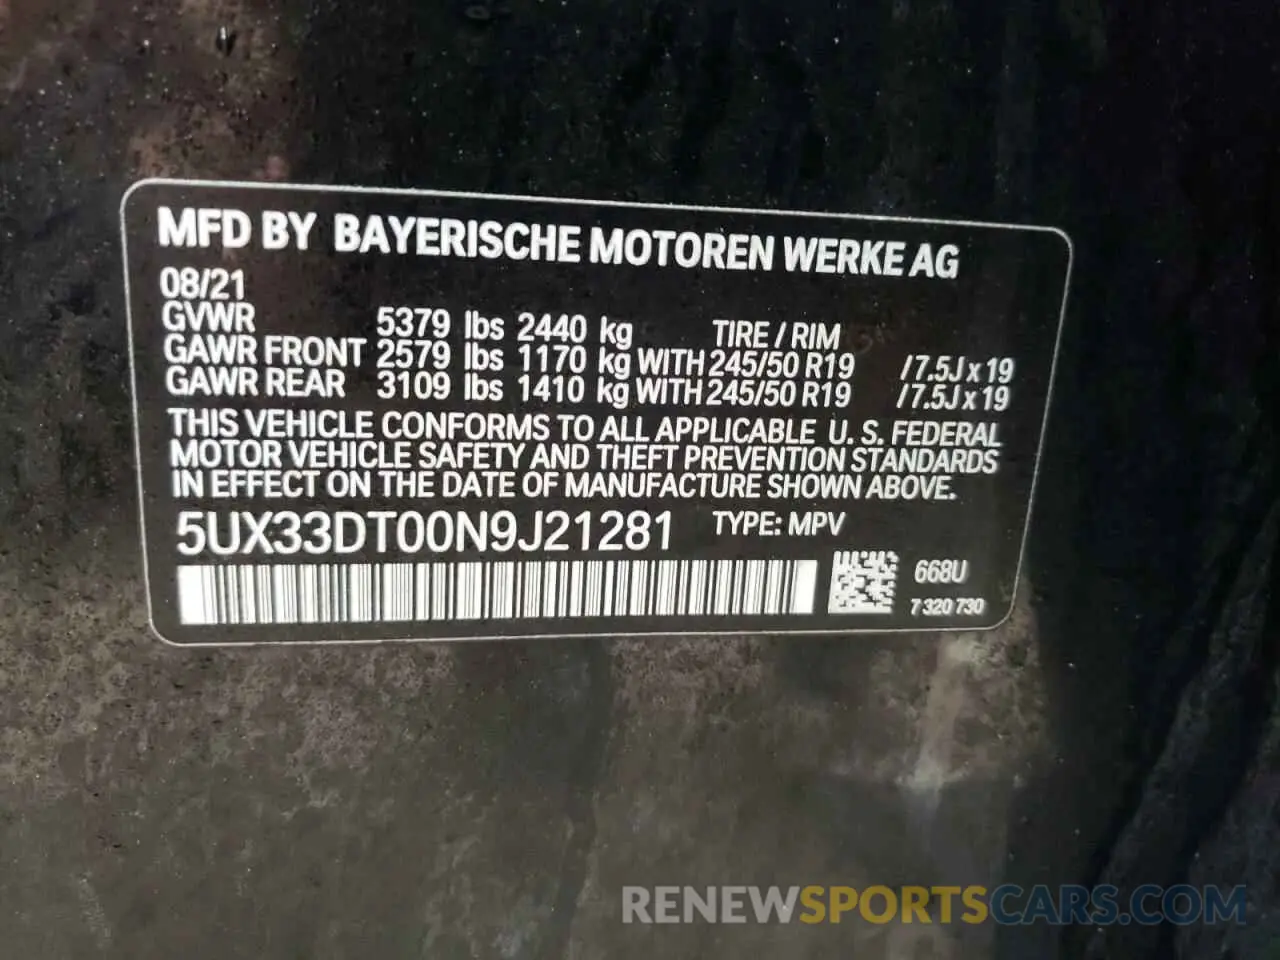 MFD BY BAYERISCHE MOTOREN WERKE AG
08/21
GVWR 5379 lbs 2440 kg TIRE / RIM
GAWR FRONT 2579 lbs 1170 kg WITH 245/50 R19 / 7.5J x 19
GAWR REAR 3109 lbs 1410 kg WITH 245/50 R19 / 7.5J x 19
THIS VEHICLE CONFORMS TO ALL APPLICABLE U. S. FEDERAL
MOTOR VEHICLE SAFETY AND THEFT PREVENTION STANDARDS
IN EFFECT ON THE DATE OF MANUFACTURE SHOWN ABOVE.
5UX33DT00N9J21281 TYPE: MPV
668U
7 320 730
RENEWSPORTSCARS.COM